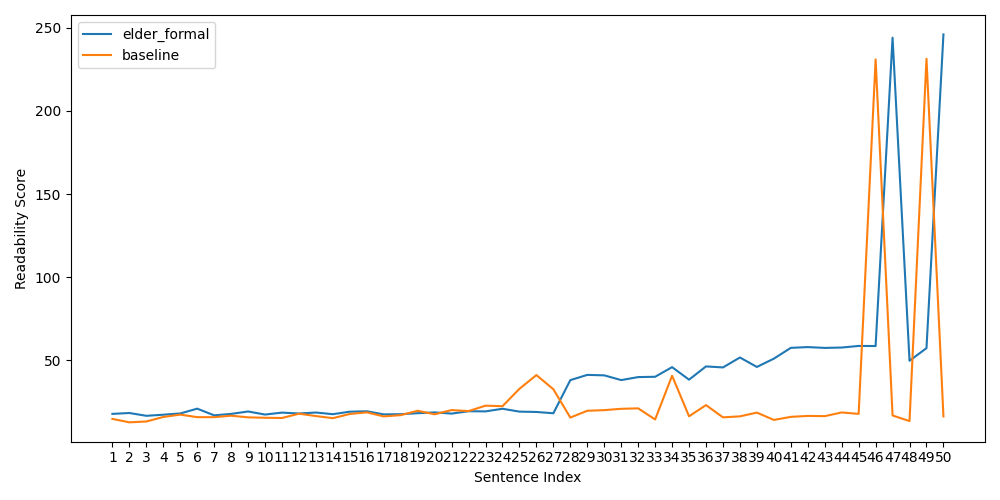 elder_formal
baseline
250
200
150
100
50
Readability Score
1 2 3 4 5 6 7 8 9 10 11 12 13 14 15 16 17 18 19 20 21 22 23 24 25 26 27 28 29 30 31 32 33 34 35 36 37 38 39 40 41 42 43 44 45 46 47 48 49 50
Sentence Index